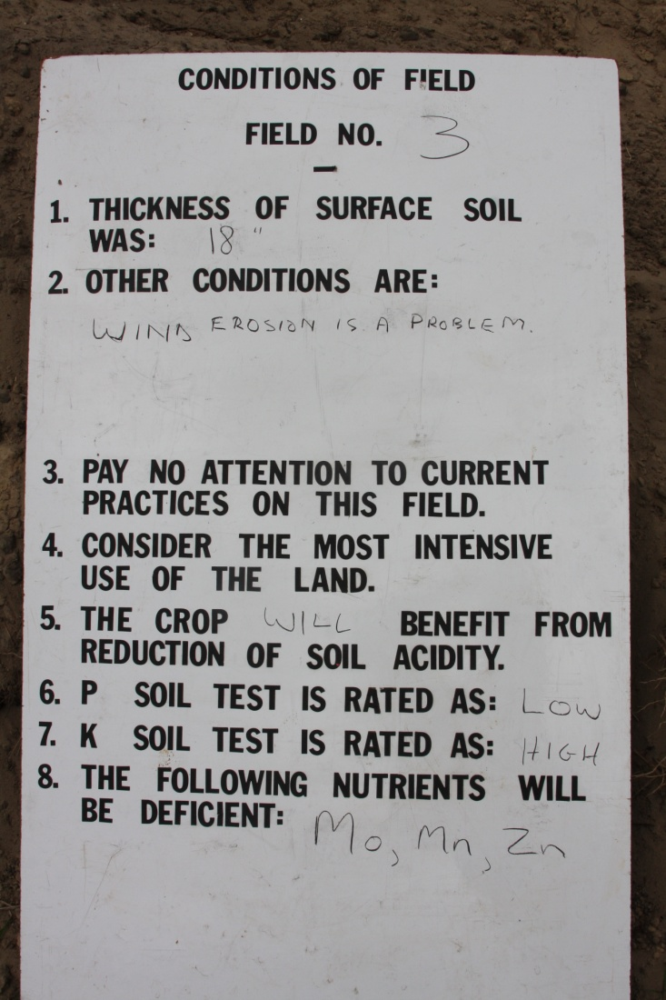 CONDITIONS OF FIELD
FIELD NO. 3
1. THICKNESS OF SURFACE SOIL
WAS: 18"
2. OTHER CONDITIONS ARE:
WIND EROSION IS A PROBLEM.
3. PAY NO ATTENTION TO CURRENT
PRACTICES ON THIS FIELD.
4. CONSIDER THE MOST INTENSIVE
USE OF THE LAND.
5. THE CROP WILL BENEFIT FROM
REDUCTION OF SOIL ACIDITY.
6. P SOIL TEST IS RATED AS: LOW
7. K SOIL TEST IS RATED AS: HIGH
8. THE FOLLOWING NUTRIENTS WILL
BE DEFICIENT: Mo, Mn, Zn